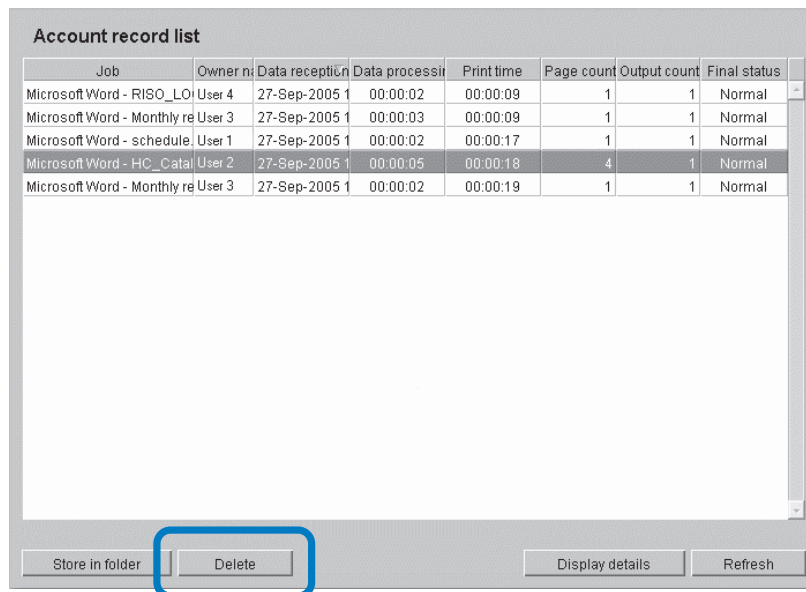 Account record list
Job Owner na Data reception Data processin Print time Page count Output count Final status
Microsoft Word - RISO_LO User 4 27-Sep-2005 1 00:00:02 00:00:09 1 1 Normal
Microsoft Word - Monthly re User 3 27-Sep-2005 1 00:00:03 00:00:09 1 1 Normal
Microsoft Word - schedule. User 1 27-Sep-2005 1 00:00:02 00:00:17 1 1 Normal
Microsoft Word - HC_Catal User 2 27-Sep-2005 1 00:00:05 00:00:18 4 1 Normal
Microsoft Word - Monthly re User 3 27-Sep-2005 1 00:00:02 00:00:19 1 1 Normal
Store in folder Delete Display details Refresh